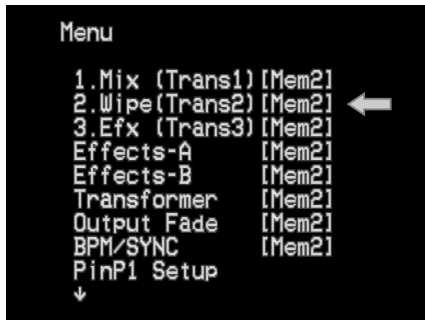 Menu
1.Mix (Trans1)[Mem2]
2.Wipe(Trans2)[Mem2]
3.Efx (Trans3)[Mem2]
Effects-A [Mem2]
Effects-B [Mem2]
Transformer [Mem2]
Output Fade [Mem2]
BPM/SYNC [Mem2]
PinP1 Setup
↓